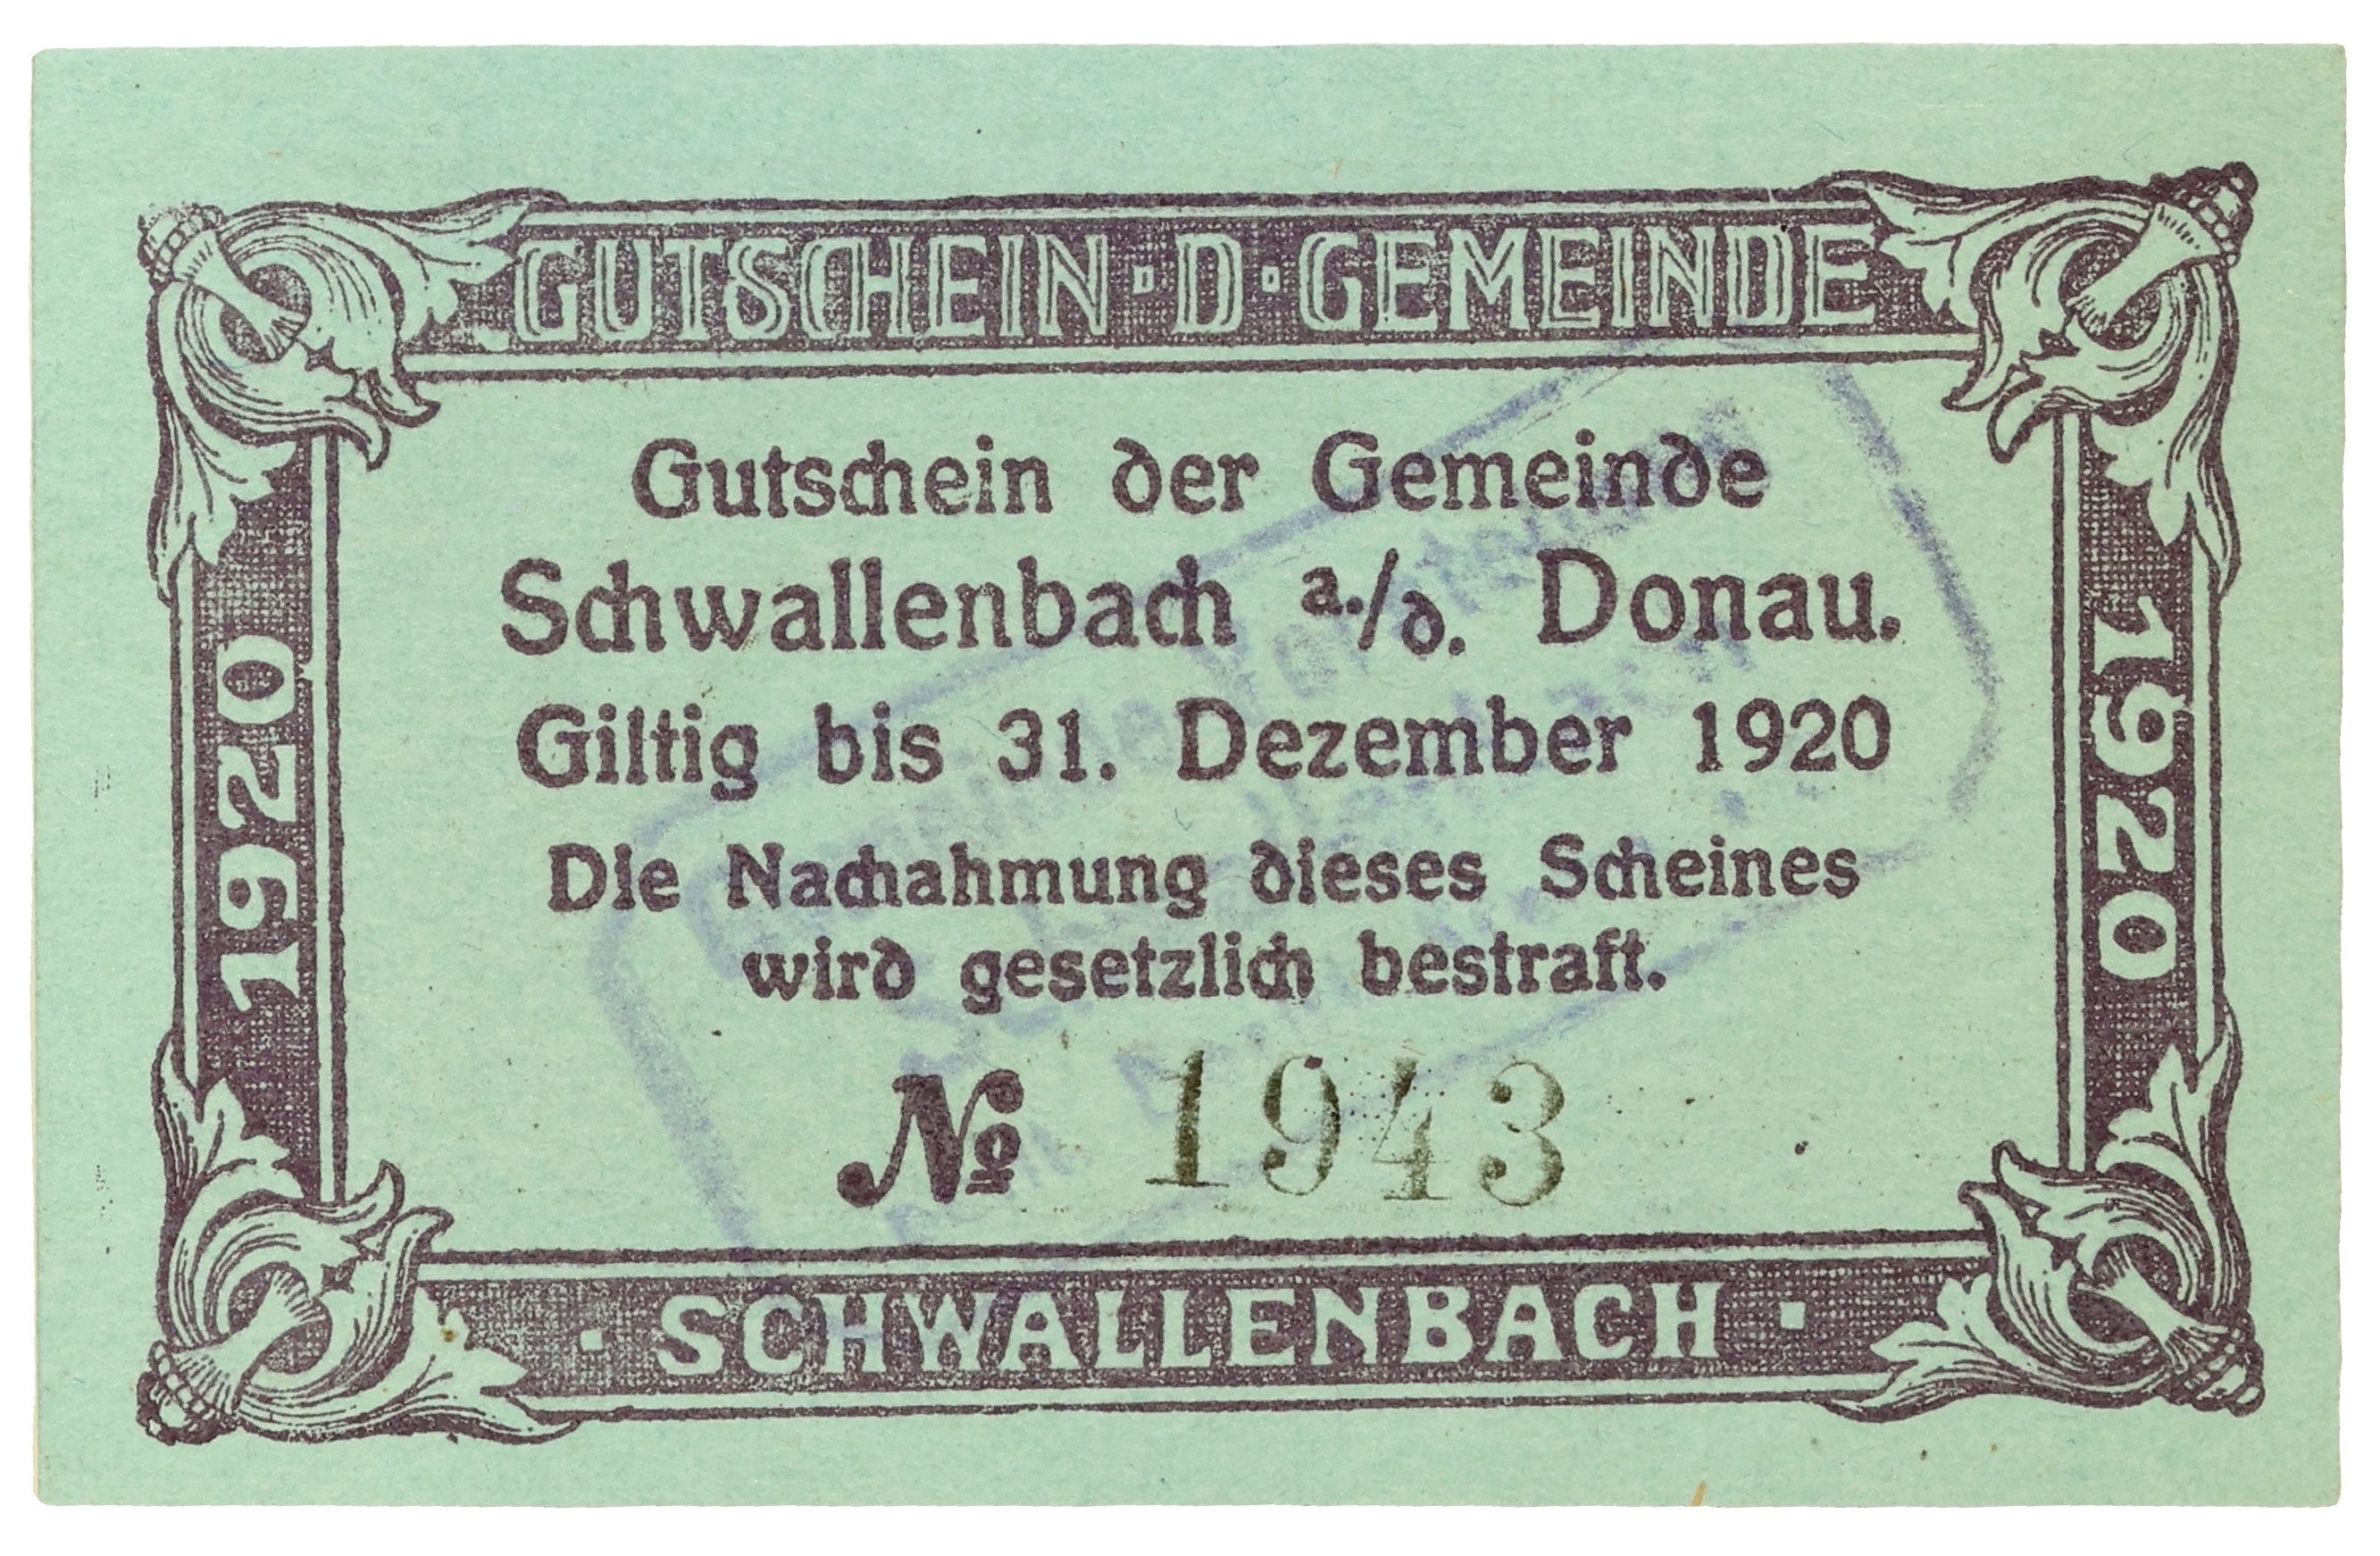 GUTSCHEIN · D · GEMEINDE
1920
1920
Gutschein der Gemeinde
Schwallenbach a./d. Donau.
Giltig bis 31. Dezember 1920
Die Nachahmung dieses Scheines
wird gesetzlich bestraft.
№ 1943
· SCHWALLENBACH ·